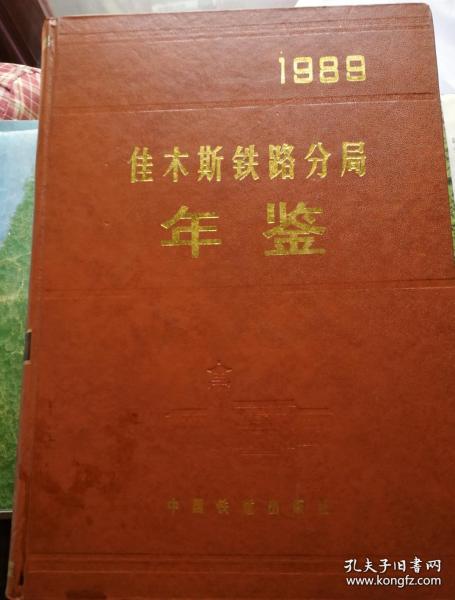 1989
佳木斯铁路分局
年鉴
中国铁道出版社
孔夫子旧书网
www.kongfz.com